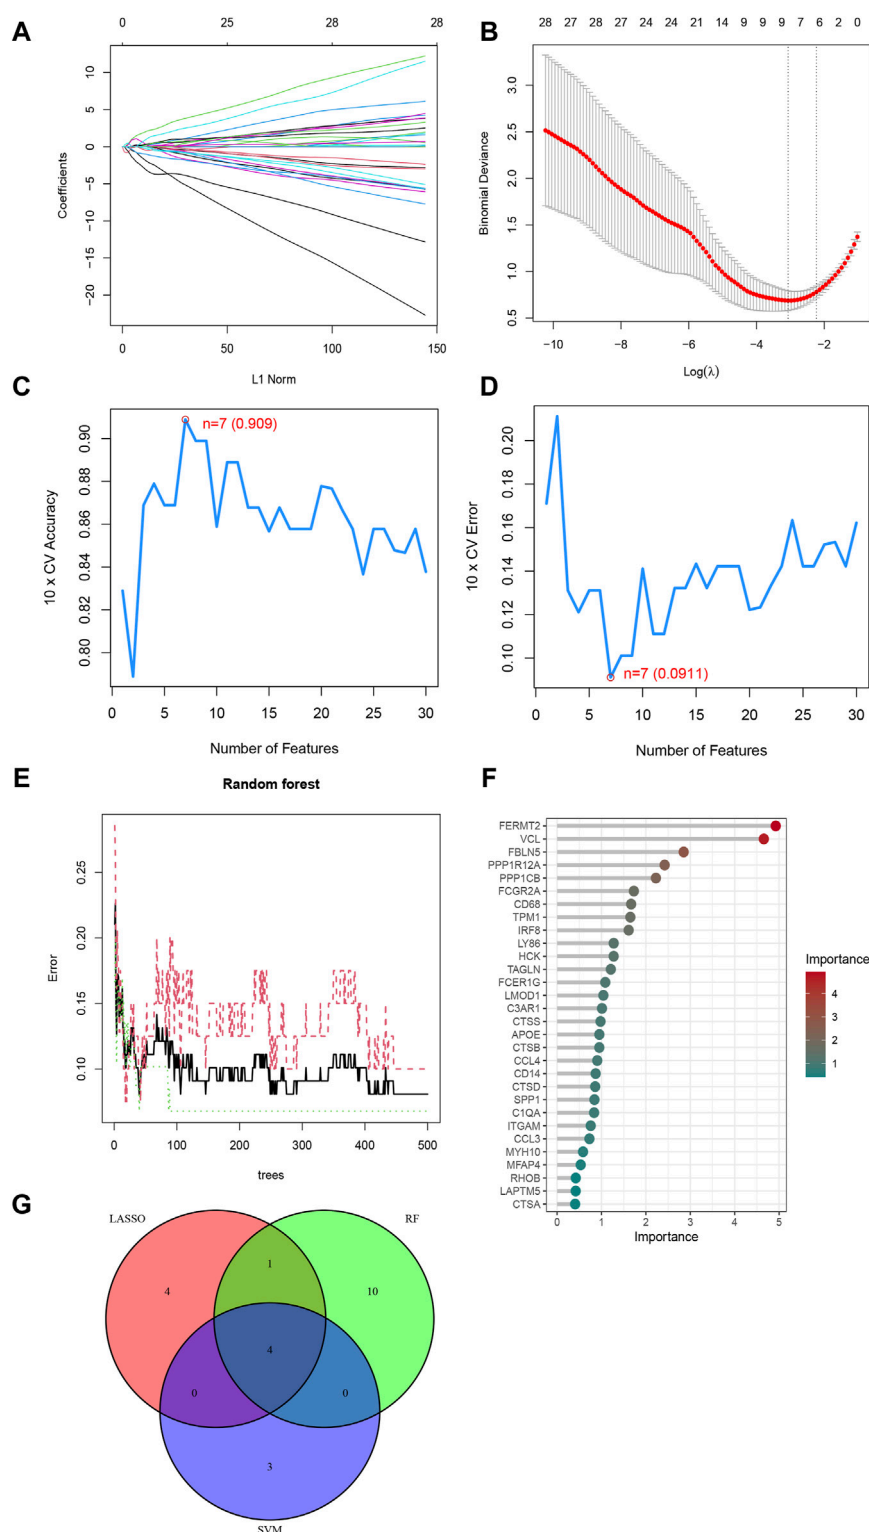 A
0 25 28 28
Coefficients
10
5
0
−5
−10
−15
−20
0 50 100 150
L1 Norm
B
28 27 28 27 24 24 21 14 9 9 9 7 6 2 0
Binomial Deviance
3.0
2.5
2.0
1.5
1.0
0.5
−10 −8 −6 −4 −2
Log(λ)
C
10 x CV Accuracy
0.90
0.88
0.86
0.84
0.82
0.80
n=7 (0.909)
0 5 10 15 20 25 30
Number of Features
D
10 x CV Error
0.20
0.16
0.14
0.12
0.10
n=7 (0.0911)
0 5 10 15 20 25 30
Number of Features
E
Random forest
Error
0.25
0.20
0.15
0.10
0 100 200 300 400 500
trees
F
FERMT2
VCL
FBLN5
PPP1R12A
PPP1CB
FCGR2A
CD68
TPM1
IRF8
LY86
HCK
TAGLN
FCER1G
LMOD1
C3AR1
CTSS
APOE
CTSB
CCL4
CD14
CTSD
SPP1
C1QA
ITGAM
CCL3
MYH10
MFAP4
RHOB
LAPTM5
CTSA
0 1 2 3 4 5
Importance
Importance
4
3
2
1
G
LASSO
RF
1
4
10
4
0
0
3
SVM